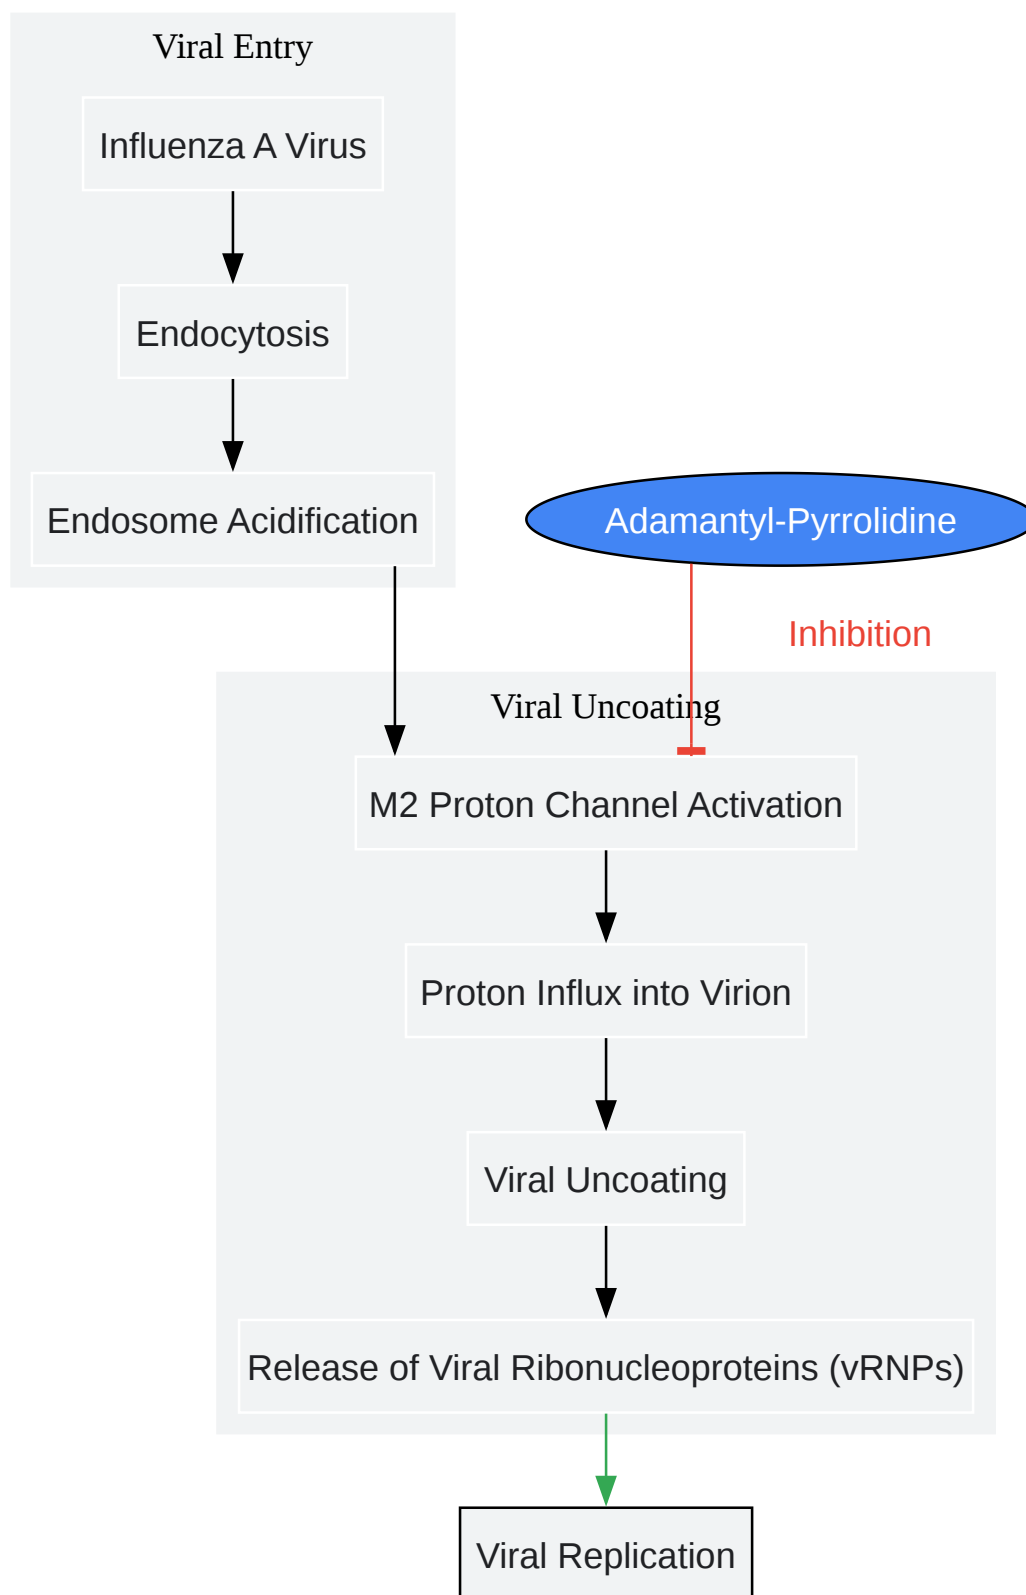 Viral Entry
Influenza A Virus
Endocytosis
Endosome Acidification
Adamantyl-Pyrrolidine
Inhibition
Viral Uncoating
M2 Proton Channel Activation
Proton Influx into Virion
Viral Uncoating
Release of Viral Ribonucleoproteins (vRNPs)
Viral Replication